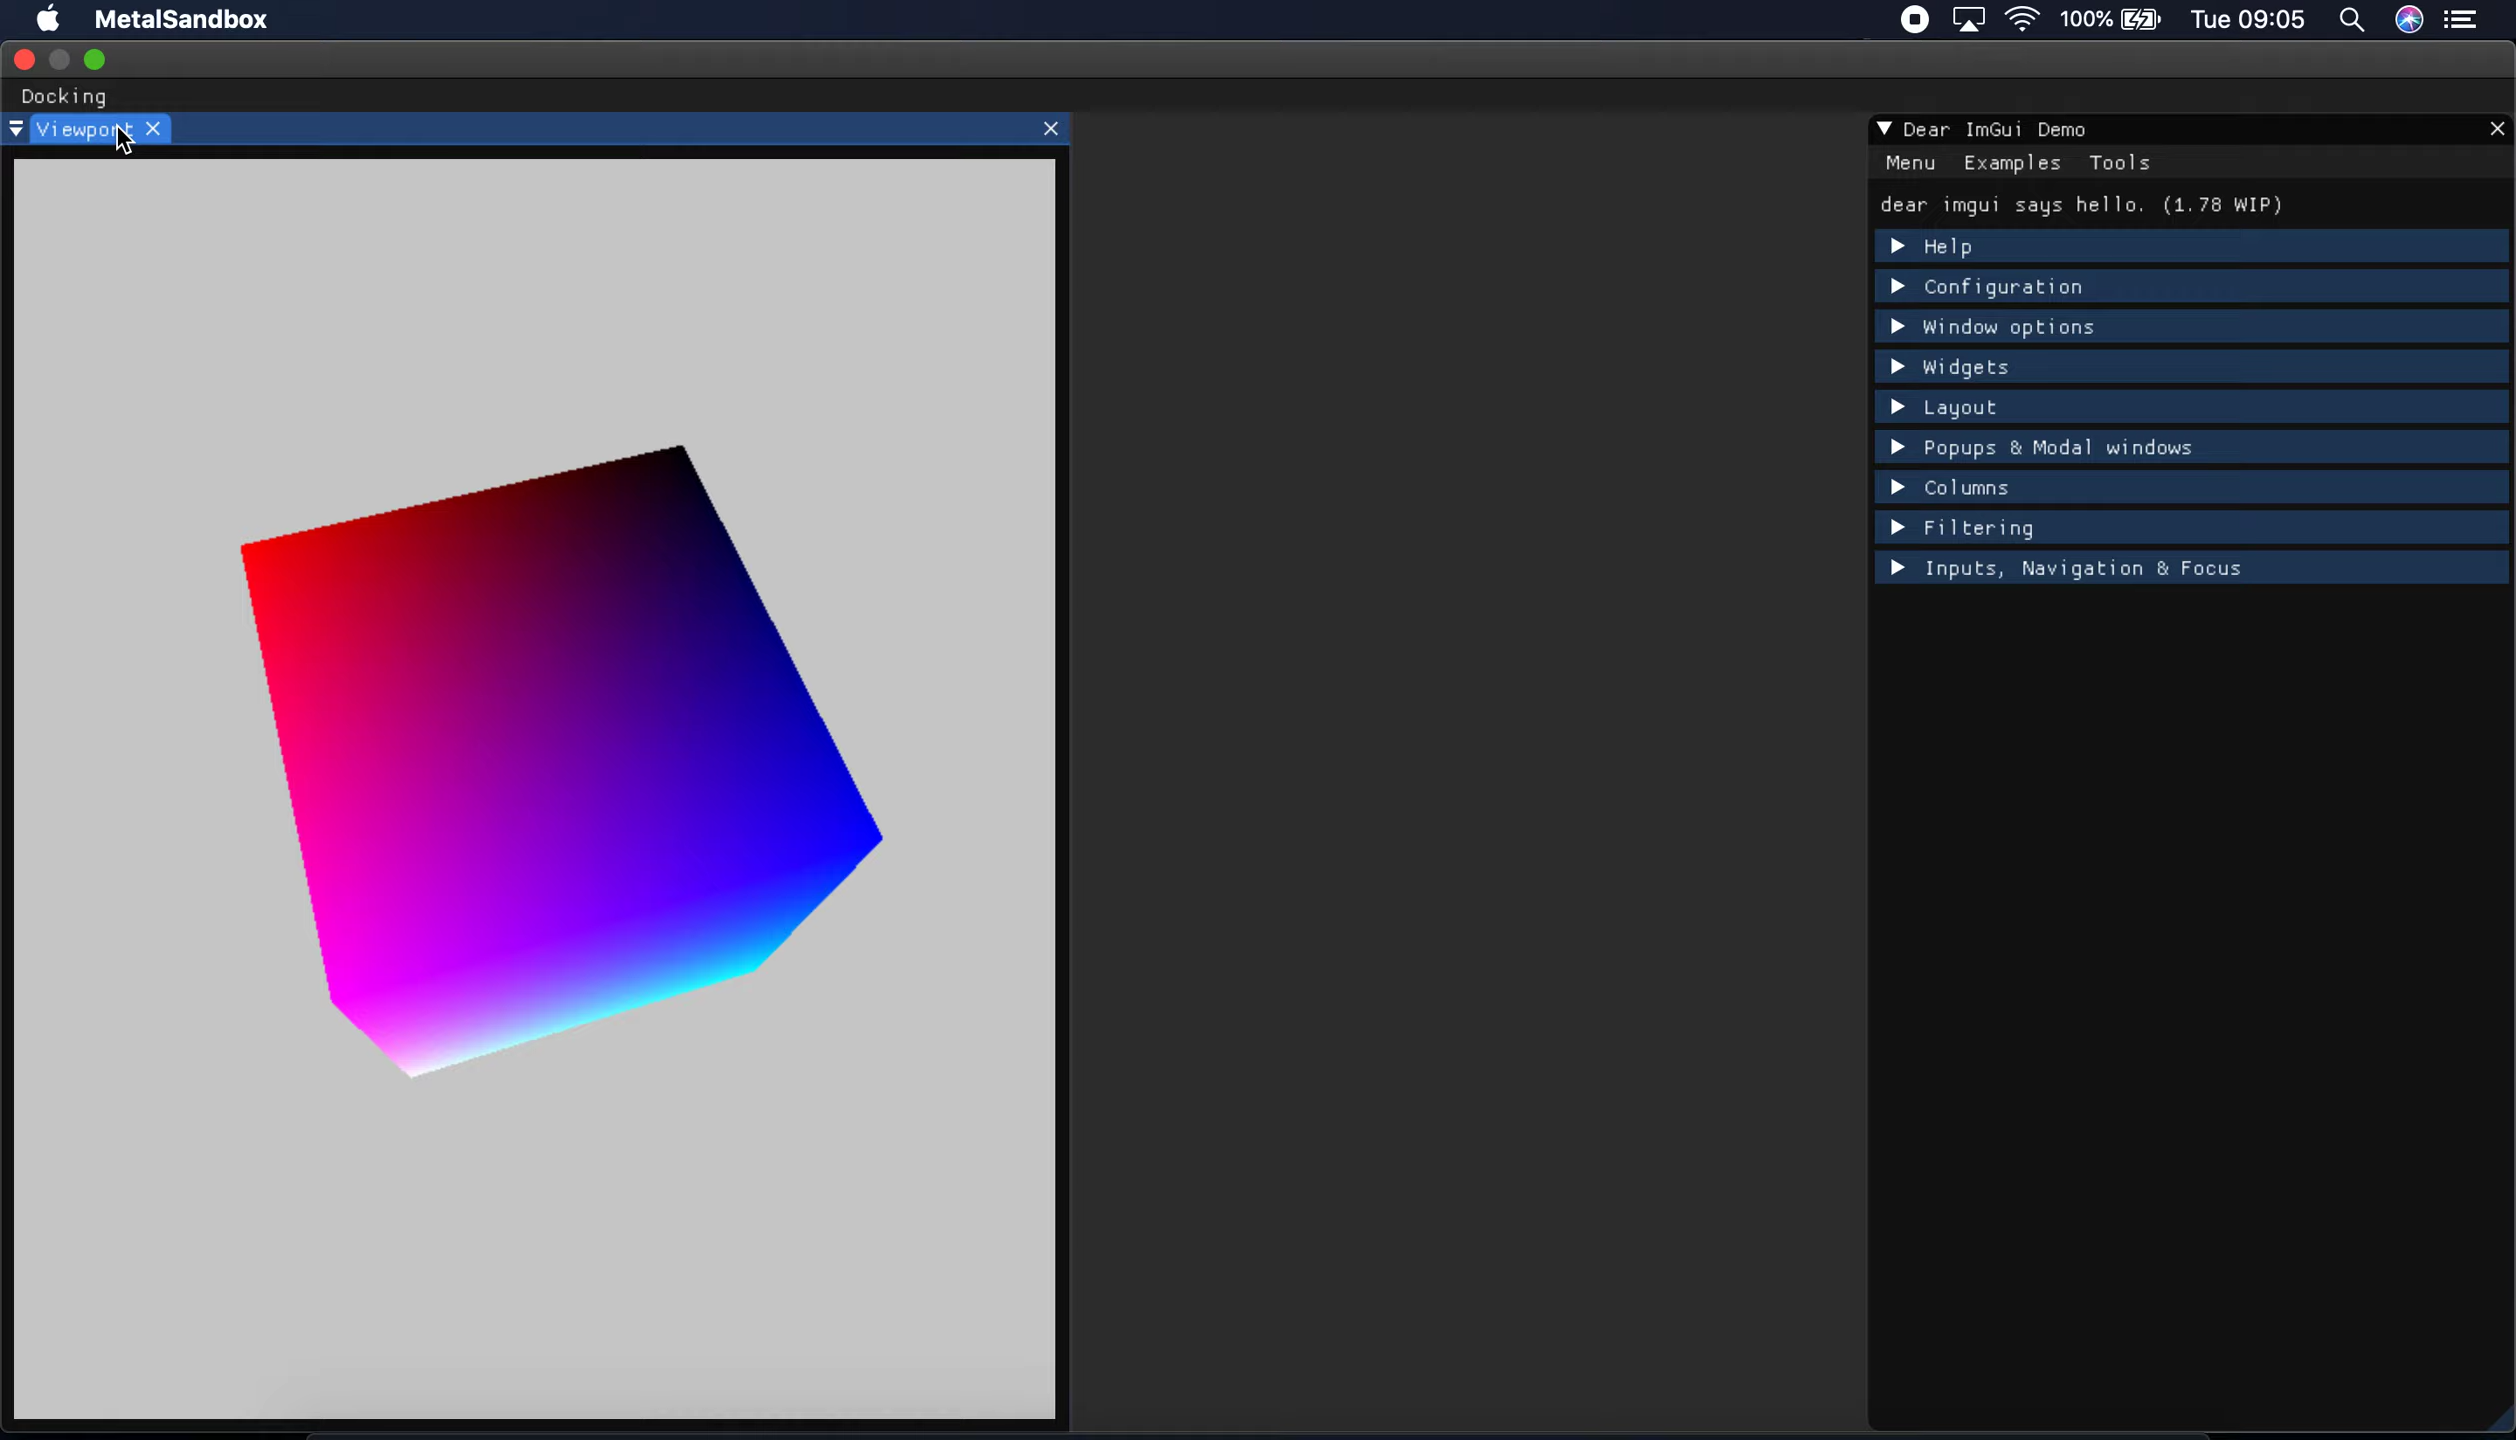 MetalSandbox 100% Tue 09:05
Docking
Viewport
Dear ImGui Demo
Menu Examples Tools
dear imgui says hello. (1.78 WIP)
Help
Configuration
Window options
Widgets
Layout
Popups & Modal windows
Columns
Filtering
Inputs, Navigation & Focus